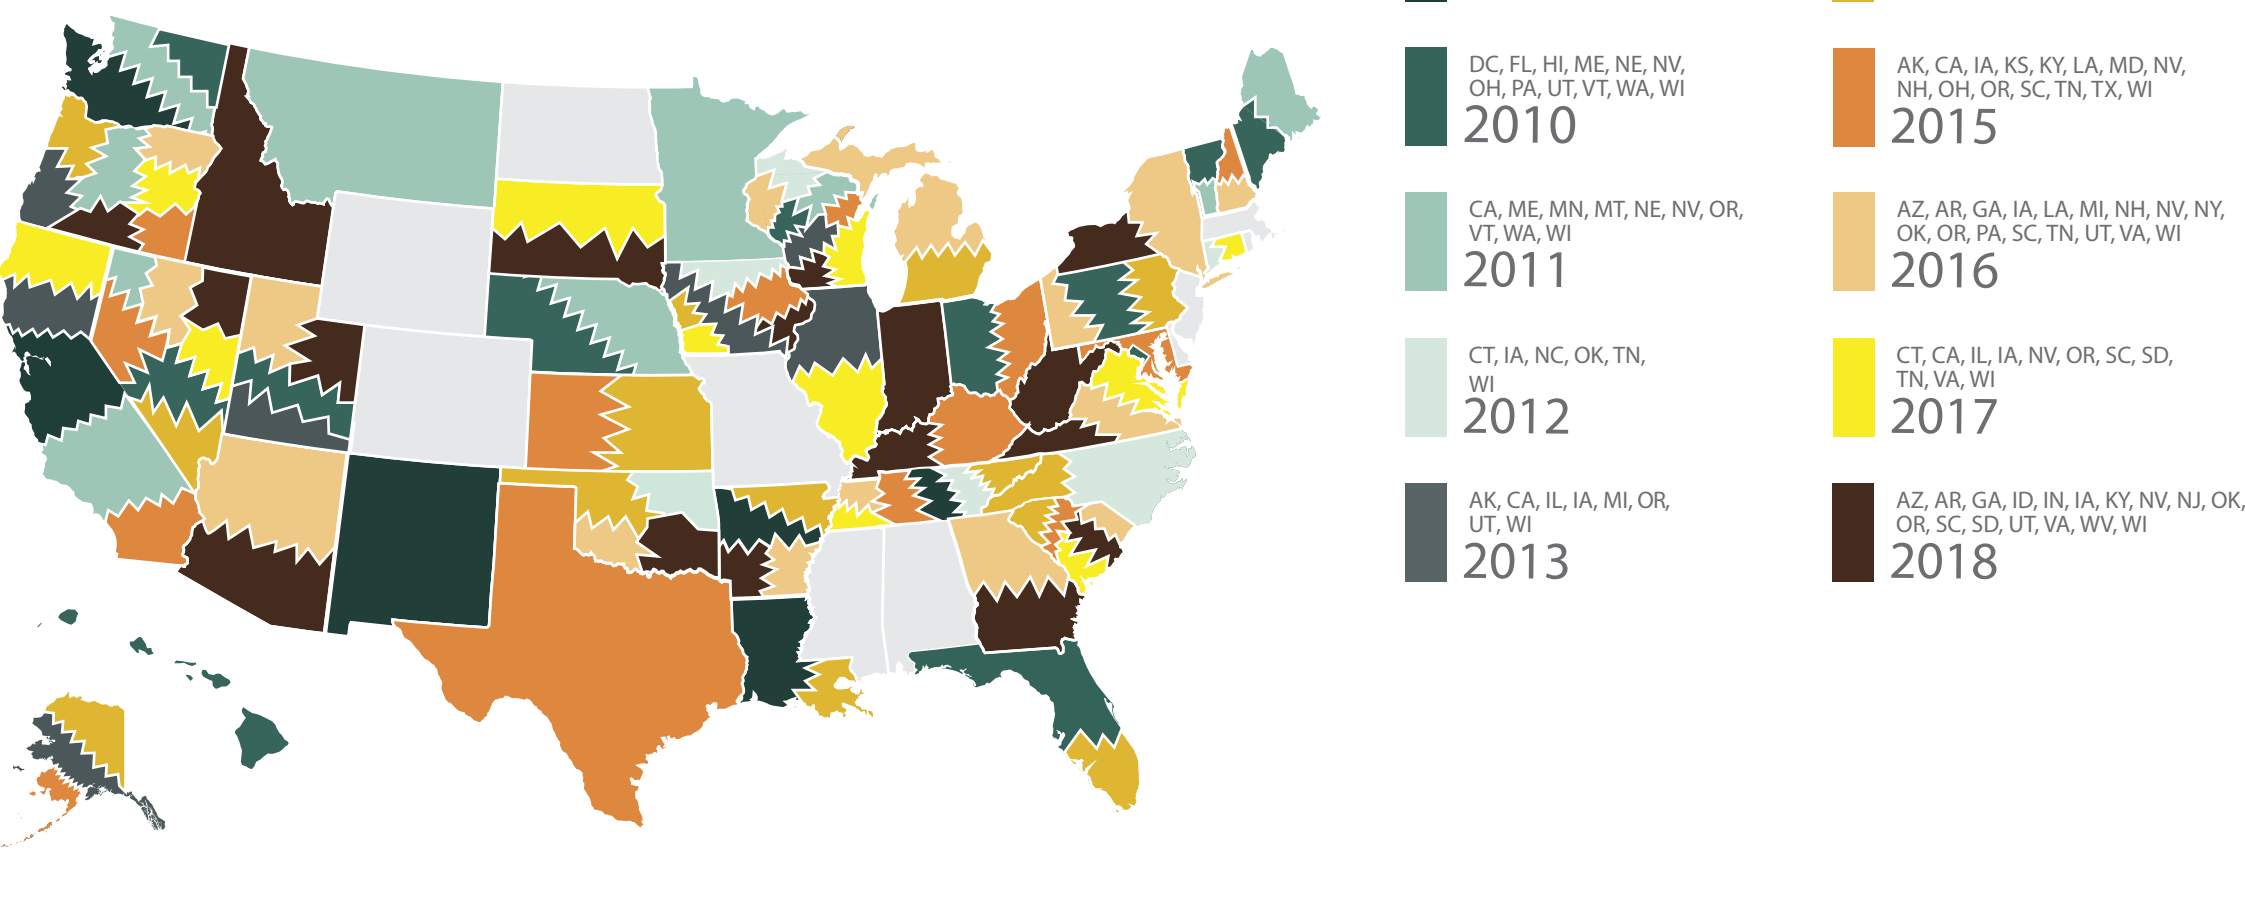 DC, FL, HI, ME, NE, NV,
OH, PA, UT, VT, WA, WI
2010
CA, ME, MN, MT, NE, NV, OR,
VT, WA, WI
2011
CT, IA, NC, OK, TN,
WI
2012
AK, CA, IL, IA, MI, OR,
UT, WI
2013
AK, CA, IA, KS, KY, LA, MD, NV,
NH, OH, OR, SC, TN, TX, WI
2015
AZ, AR, GA, IA, LA, MI, NH, NV, NY,
OK, OR, PA, SC, TN, UT, VA, WI
2016
CT, CA, IL, IA, NV, OR, SC, SD,
TN, VA, WI
2017
AZ, AR, GA, ID, IN, IA, KY, NV, NJ, OK,
OR, SC, SD, UT, VA, WV, WI
2018